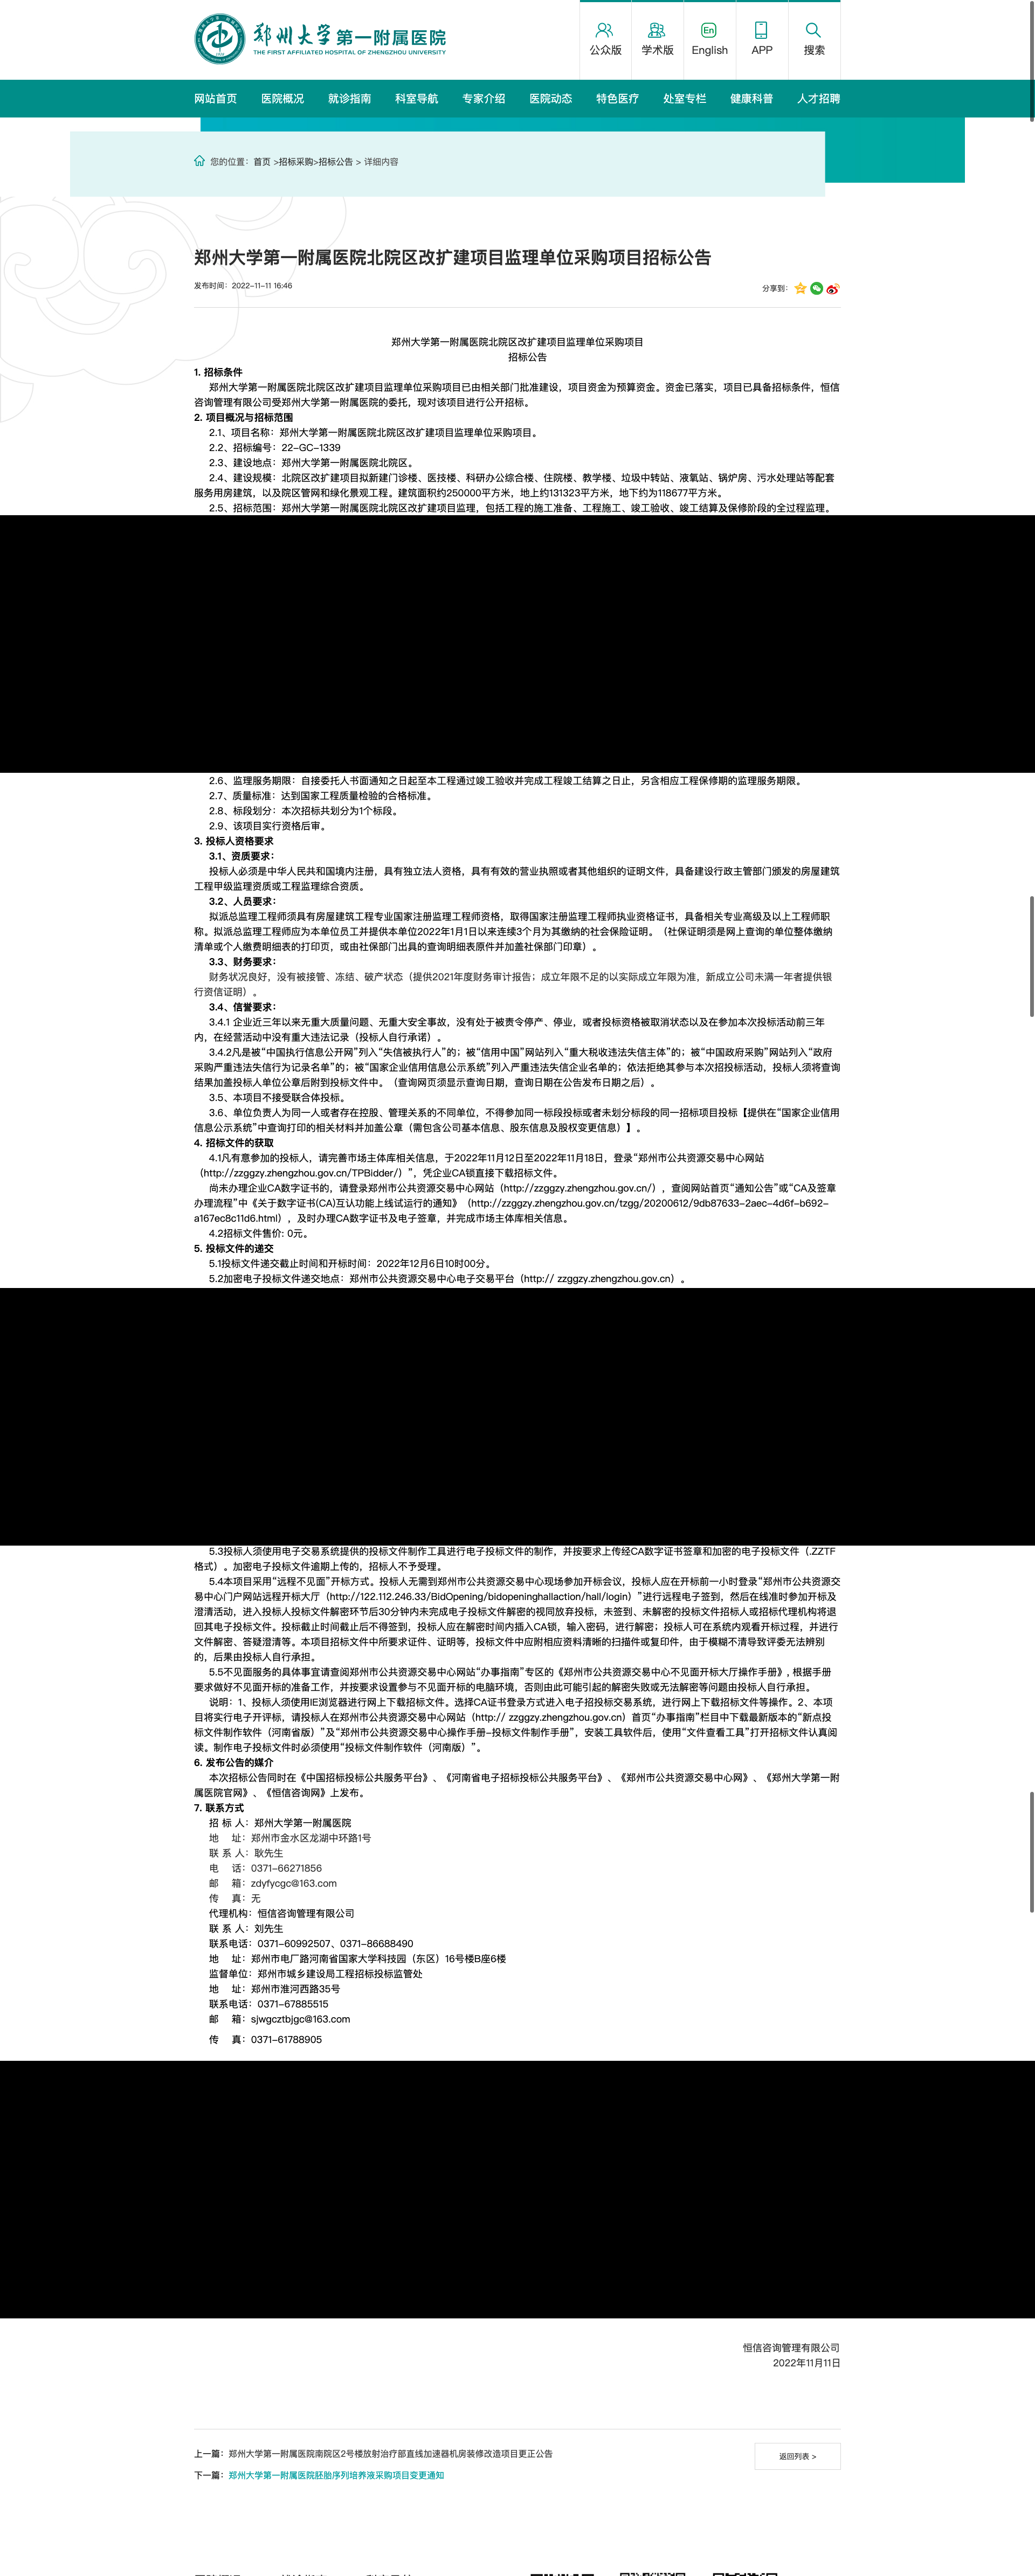 郑州大学第一附属医院
THE FIRST AFFILIATED HOSPITAL OF ZHENGZHOU UNIVERSITY
公众版 学术版 English APP 搜索
网站首页 医院概况 就诊指南 科室导航 专家介绍 医院动态 特色医疗 处室专栏 健康科普 人才招聘
您的位置：首页 >招标采购>招标公告 > 详细内容
郑州大学第一附属医院北院区改扩建项目监理单位采购项目招标公告
发布时间：2022-11-11 16:46
分享到：
郑州大学第一附属医院北院区改扩建项目监理单位采购项目
招标公告
1. 招标条件
郑州大学第一附属医院北院区改扩建项目监理单位采购项目已由相关部门批准建设，项目资金为预算资金。资金已落实，项目已具备招标条件，恒信
咨询管理有限公司受郑州大学第一附属医院的委托，现对该项目进行公开招标。
2. 项目概况与招标范围
2.1、项目名称：郑州大学第一附属医院北院区改扩建项目监理单位采购项目。
2.2、招标编号：22-GC-1339
2.3、建设地点：郑州大学第一附属医院北院区。
2.4、建设规模：北院区改扩建项目拟新建门诊楼、医技楼、科研办公综合楼、住院楼、教学楼、垃圾中转站、液氧站、锅炉房、污水处理站等配套
服务用房建筑，以及院区管网和绿化景观工程。建筑面积约250000平方米，地上约131323平方米，地下约为118677平方米。
2.5、招标范围：郑州大学第一附属医院北院区改扩建项目监理，包括工程的施工准备、工程施工、竣工验收、竣工结算及保修阶段的全过程监理。
2.6、监理服务期限：自接委托人书面通知之日起至本工程通过竣工验收并完成工程竣工结算之日止，另含相应工程保修期的监理服务期限。
2.7、质量标准：达到国家工程质量检验的合格标准。
2.8、标段划分：本次招标共划分为1个标段。
2.9、该项目实行资格后审。
3. 投标人资格要求
3.1、资质要求：
投标人必须是中华人民共和国境内注册，具有独立法人资格，具有有效的营业执照或者其他组织的证明文件，具备建设行政主管部门颁发的房屋建筑
工程甲级监理资质或工程监理综合资质。
3.2、人员要求：
拟派总监理工程师须具有房屋建筑工程专业国家注册监理工程师资格，取得国家注册监理工程师执业资格证书，具备相关专业高级及以上工程师职
称。拟派总监理工程师应为本单位员工并提供本单位2022年1月1日以来连续3个月为其缴纳的社会保险证明。（社保证明须是网上查询的单位整体缴纳
清单或个人缴费明细表的打印页，或由社保部门出具的查询明细表原件并加盖社保部门印章）。
3.3、财务要求：
财务状况良好，没有被接管、冻结、破产状态（提供2021年度财务审计报告；成立年限不足的以实际成立年限为准，新成立公司未满一年者提供银
行资信证明）。
3.4、信誉要求：
3.4.1 企业近三年以来无重大质量问题、无重大安全事故，没有处于被责令停产、停业，或者投标资格被取消状态以及在参加本次投标活动前三年
内，在经营活动中没有重大违法记录（投标人自行承诺）。
3.4.2凡是被“中国执行信息公开网”列入“失信被执行人”的；被“信用中国”网站列入“重大税收违法失信主体”的；被“中国政府采购”网站列入“政府
采购严重违法失信行为记录名单”的；被“国家企业信用信息公示系统”列入严重违法失信企业名单的；依法拒绝其参与本次招投标活动，投标人须将查询
结果加盖投标人单位公章后附到投标文件中。（查询网页须显示查询日期，查询日期在公告发布日期之后）。
3.5、本项目不接受联合体投标。
3.6、单位负责人为同一人或者存在控股、管理关系的不同单位，不得参加同一标段投标或者未划分标段的同一招标项目投标【提供在“国家企业信用
信息公示系统”中查询打印的相关材料并加盖公章（需包含公司基本信息、股东信息及股权变更信息）】。
4. 招标文件的获取
4.1凡有意参加的投标人，请完善市场主体库相关信息，于2022年11月12日至2022年11月18日，登录“郑州市公共资源交易中心网站
（http://zzggzy.zhengzhou.gov.cn/TPBidder/）”，凭企业CA锁直接下载招标文件。
尚未办理企业CA数字证书的，请登录郑州市公共资源交易中心网站（http://zzggzy.zhengzhou.gov.cn/），查阅网站首页“通知公告”或“CA及签章
办理流程”中《关于数字证书(CA)互认功能上线试运行的通知》（http://zzggzy.zhengzhou.gov.cn/tzgg/20200612/9db87633-2aec-4d6f-b692-
a167ec8c11d6.html），及时办理CA数字证书及电子签章，并完成市场主体库相关信息。
4.2招标文件售价: 0元。
5. 投标文件的递交
5.1投标文件递交截止时间和开标时间：2022年12月6日10时00分。
5.2加密电子投标文件递交地点：郑州市公共资源交易中心电子交易平台（http:// zzggzy.zhengzhou.gov.cn）。
5.3投标人须使用电子交易系统提供的投标文件制作工具进行电子投标文件的制作，并按要求上传经CA数字证书签章和加密的电子投标文件（.ZZTF
格式）。加密电子投标文件逾期上传的，招标人不予受理。
5.4本项目采用“远程不见面”开标方式。投标人无需到郑州市公共资源交易中心现场参加开标会议，投标人应在开标前一小时登录“郑州市公共资源交
易中心门户网站远程开标大厅（http://122.112.246.33/BidOpening/bidopeninghallaction/hall/login）”进行远程电子签到，然后在线准时参加开标及
澄清活动，进入投标人投标文件解密环节后30分钟内未完成电子投标文件解密的视同放弃投标，未签到、未解密的投标文件招标人或招标代理机构将退
回其电子投标文件。投标截止时间截止后不得签到，投标人应在解密时间内插入CA锁，输入密码，进行解密；投标人可在系统内观看开标过程，并进行
文件解密、答疑澄清等。本项目招标文件中所要求证件、证明等，投标文件中应附相应资料清晰的扫描件或复印件，由于模糊不清导致评委无法辨别
的，后果由投标人自行承担。
5.5不见面服务的具体事宜请查阅郑州市公共资源交易中心网站“办事指南”专区的《郑州市公共资源交易中心不见面开标大厅操作手册》, 根据手册
要求做好不见面开标的准备工作，并按要求设置参与不见面开标的电脑环境，否则由此可能引起的解密失败或无法解密等问题由投标人自行承担。
说明：1、投标人须使用IE浏览器进行网上下载招标文件。选择CA证书登录方式进入电子招投标交易系统，进行网上下载招标文件等操作。2、本项
目将实行电子开评标，请投标人在郑州市公共资源交易中心网站（http:// zzggzy.zhengzhou.gov.cn）首页“办事指南”栏目中下载最新版本的“新点投
标文件制作软件（河南省版）”及“郑州市公共资源交易中心操作手册-投标文件制作手册”，安装工具软件后，使用“文件查看工具”打开招标文件认真阅
读。制作电子投标文件时必须使用“投标文件制作软件（河南版）”。
6. 发布公告的媒介
本次招标公告同时在《中国招标投标公共服务平台》、《河南省电子招标投标公共服务平台》、《郑州市公共资源交易中心网》、《郑州大学第一附
属医院官网》、《恒信咨询网》上发布。
7. 联系方式
招 标 人：郑州大学第一附属医院
地 址：郑州市金水区龙湖中环路1号
联 系 人：耿先生
电 话：0371-66271856
邮 箱：zdyfycgc@163.com
传 真：无
代理机构：恒信咨询管理有限公司
联 系 人：刘先生
联系电话：0371-60992507、0371-86688490
地 址：郑州市电厂路河南省国家大学科技园（东区）16号楼B座6楼
监督单位：郑州市城乡建设局工程招标投标监管处
地 址：郑州市淮河西路35号
联系电话：0371-67885515
邮 箱：sjwgcztbjgc@163.com
传 真：0371-61788905
恒信咨询管理有限公司
2022年11月11日
上一篇：郑州大学第一附属医院南院区2号楼放射治疗部直线加速器机房装修改造项目更正公告
返回列表 >
下一篇：郑州大学第一附属医院胚胎序列培养液采购项目变更通知